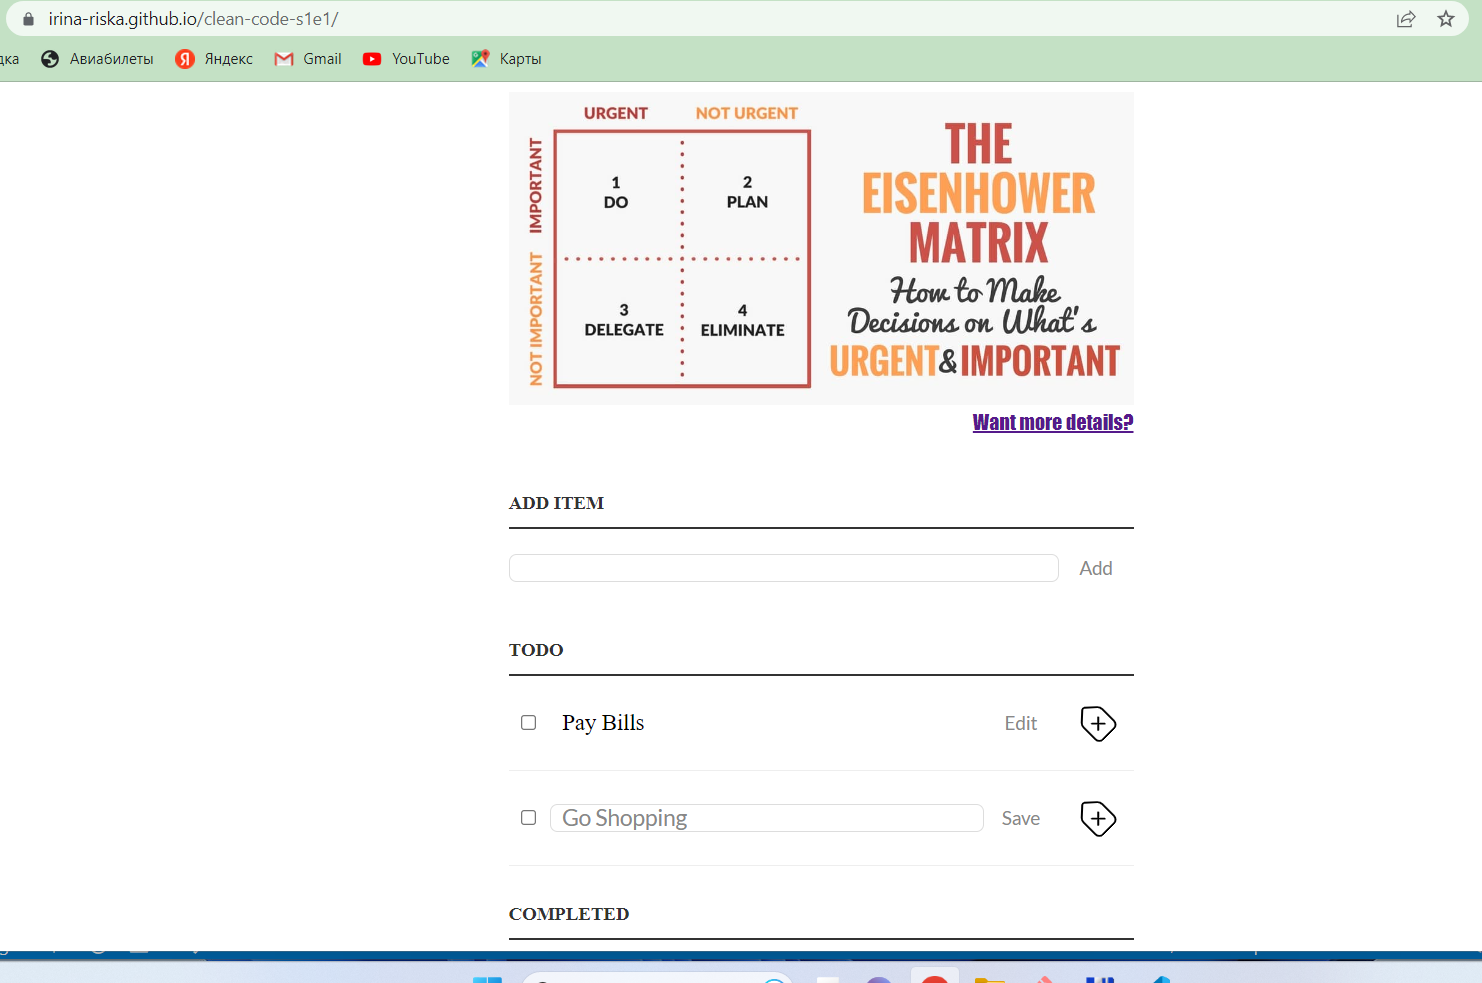 irina-riska.github.io/clean-code-s1e1/
дка Авиабилеты Яндекс Gmail YouTube Карты
URGENT NOT URGENT
IMPORTANT
NOT IMPORTANT
1
DO
2
PLAN
3
DELEGATE
4
ELIMINATE
THE
EISENHOWER
MATRIX
How to Make
Decisions on What's
URGENT&IMPORTANT
Want more details?
ADD ITEM
Add
TODO
Pay Bills Edit
Go Shopping Save
COMPLETED